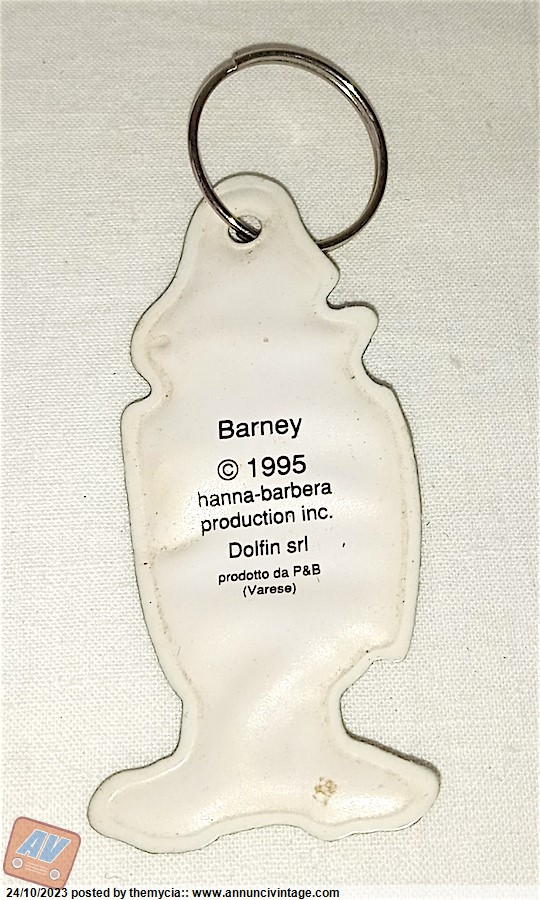 Barney
© 1995
hanna-barbera
production inc.
Dolfin srl
prodotto da P&B
(Varese)
AV
24/10/2023 posted by themycia:: www.annuncivintage.com